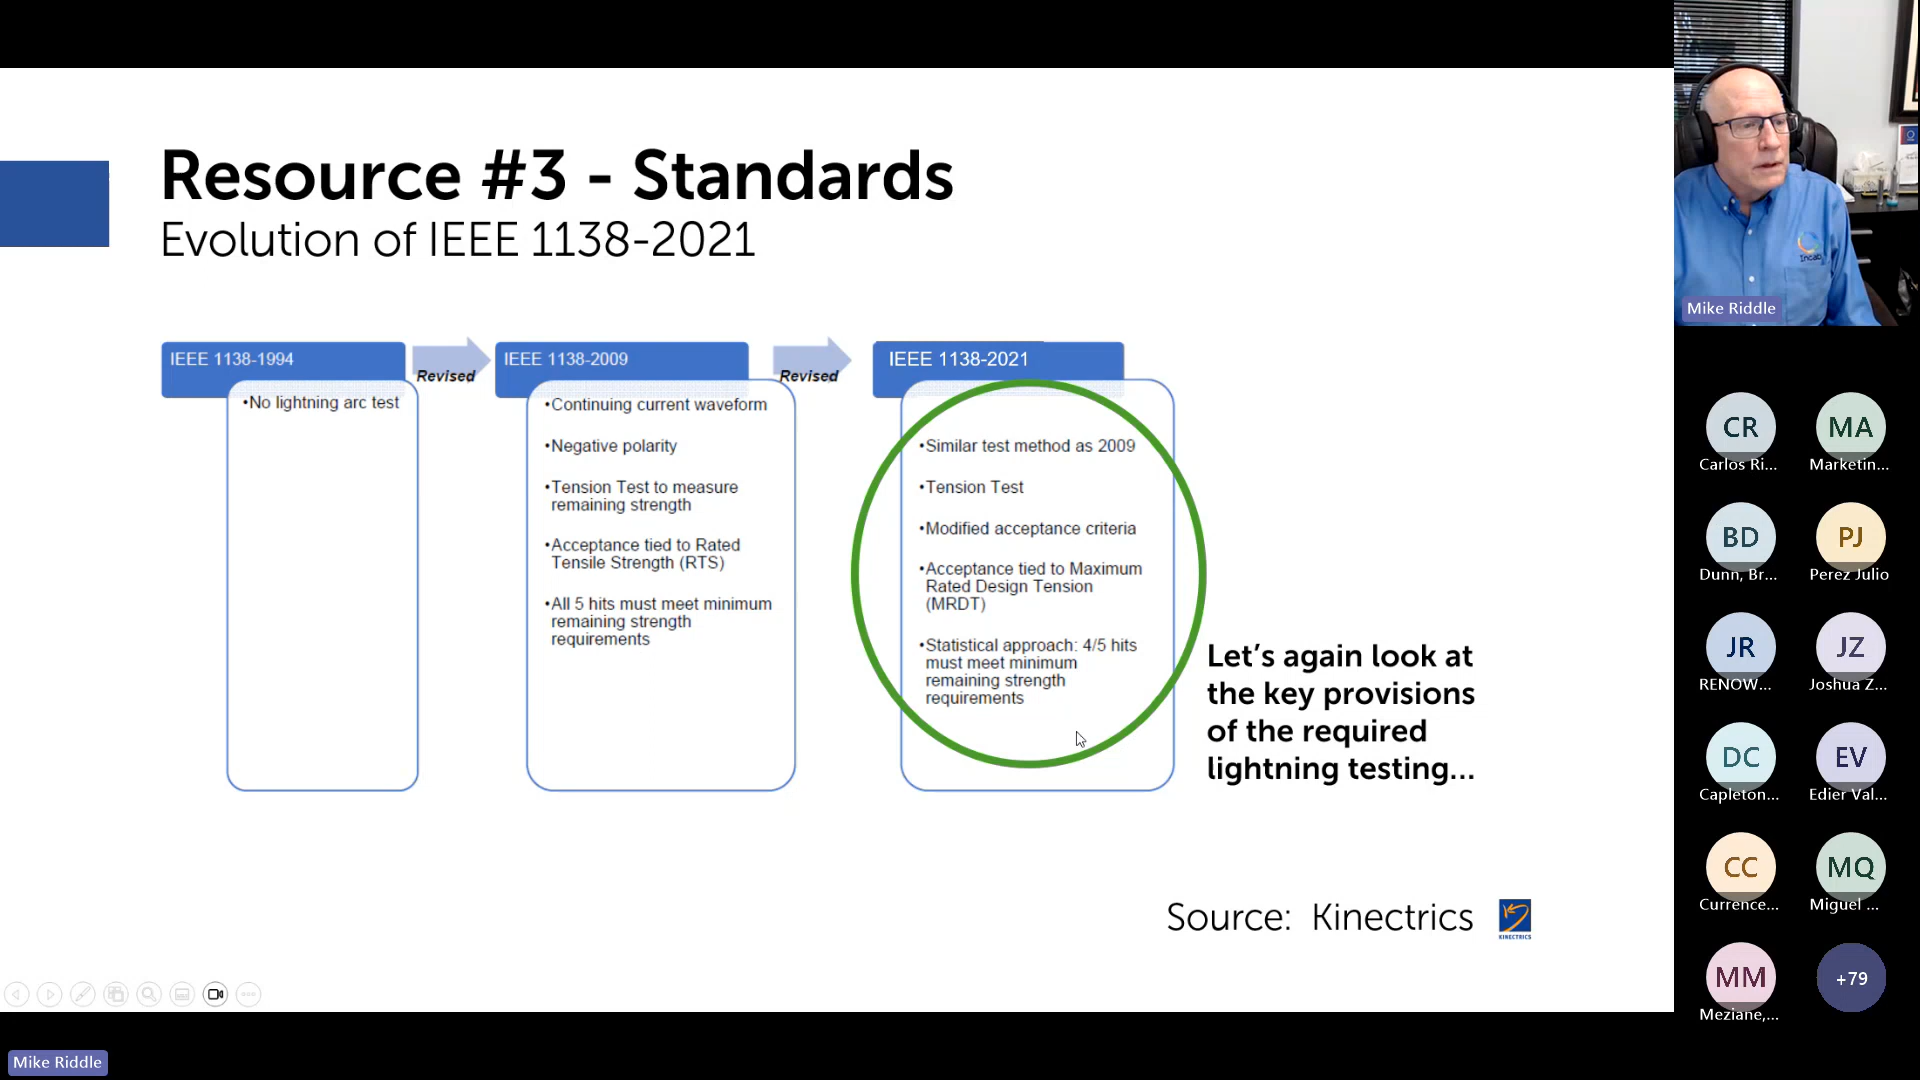 Resource #3 - Standards
Evolution of IEEE 1138-2021
IEEE 1138-1994
•No lightning arc test
Revised
IEEE 1138-2009
•Continuing current waveform
•Negative polarity
•Tension Test to measure
remaining strength
•Acceptance tied to Rated
Tensile Strength (RTS)
•All 5 hits must meet minimum
remaining strength
requirements
Revised
IEEE 1138-2021
•Similar test method as 2009
•Tension Test
•Modified acceptance criteria
•Acceptance tied to Maximum
Rated Design Tension
(MRDT)
•Statistical approach: 4/5 hits
must meet minimum
remaining strength
requirements
Let's again look at
the key provisions
of the required
lightning testing...
Source: Kinectrics
KINECTRICS
Mike Riddle
Incab
Mike Riddle
CR
Carlos Ri...
MA
Marketin...
BD
Dunn, Br...
PJ
Perez Julio
JR
RENOW...
JZ
Joshua Z...
DC
Capleton...
EV
Edier Val...
CC
Currence...
MQ
Miguel ...
MM
Meziane,...
+79